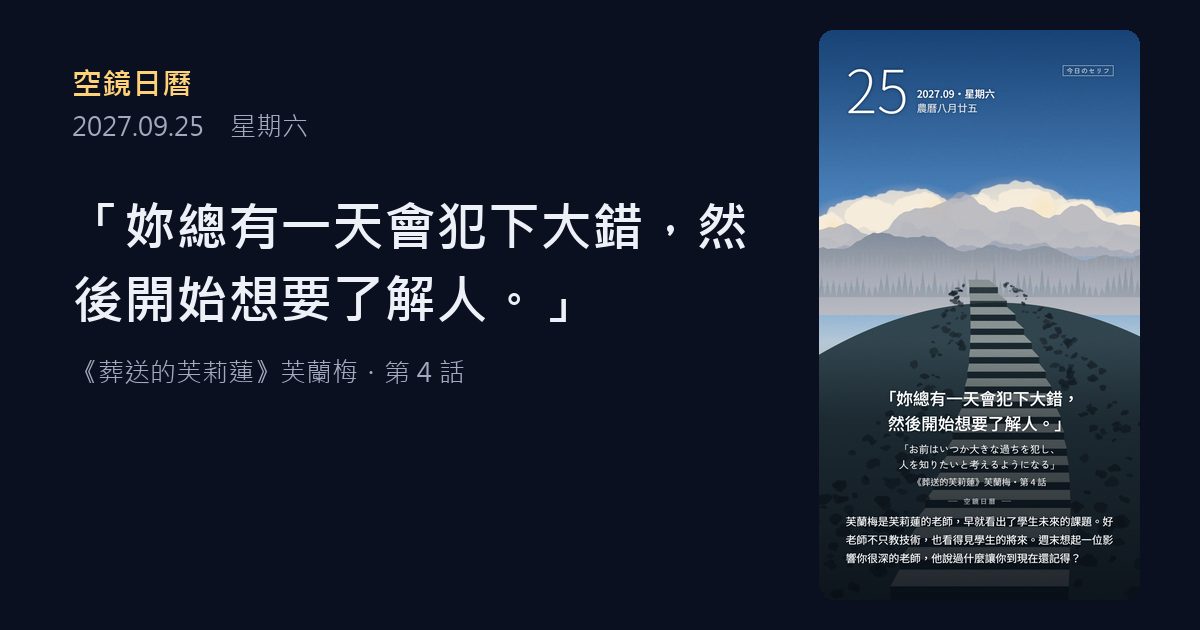 空鏡日曆
2027.09.25　星期六
「妳總有一天會犯下大錯，然
後開始想要了解人。」
《葬送的芙莉蓮》芙蘭梅．第 4 話
25
2027.09・星期六
農曆八月廿五
今日のセリフ
「妳總有一天會犯下大錯，
然後開始想要了解人。」
「お前はいつか大きな過ちを犯し、
人を知りたいと考えるようになる」
《葬送的芙莉蓮》芙蘭梅・第 4 話
— 空鏡日曆 —
芙蘭梅是芙莉蓮的老師，早就看出了學生未來的課題。好
老師不只教技術，也看得見學生的將來。週末想起一位影
響你很深的老師，他說過什麼讓你到現在還記得？